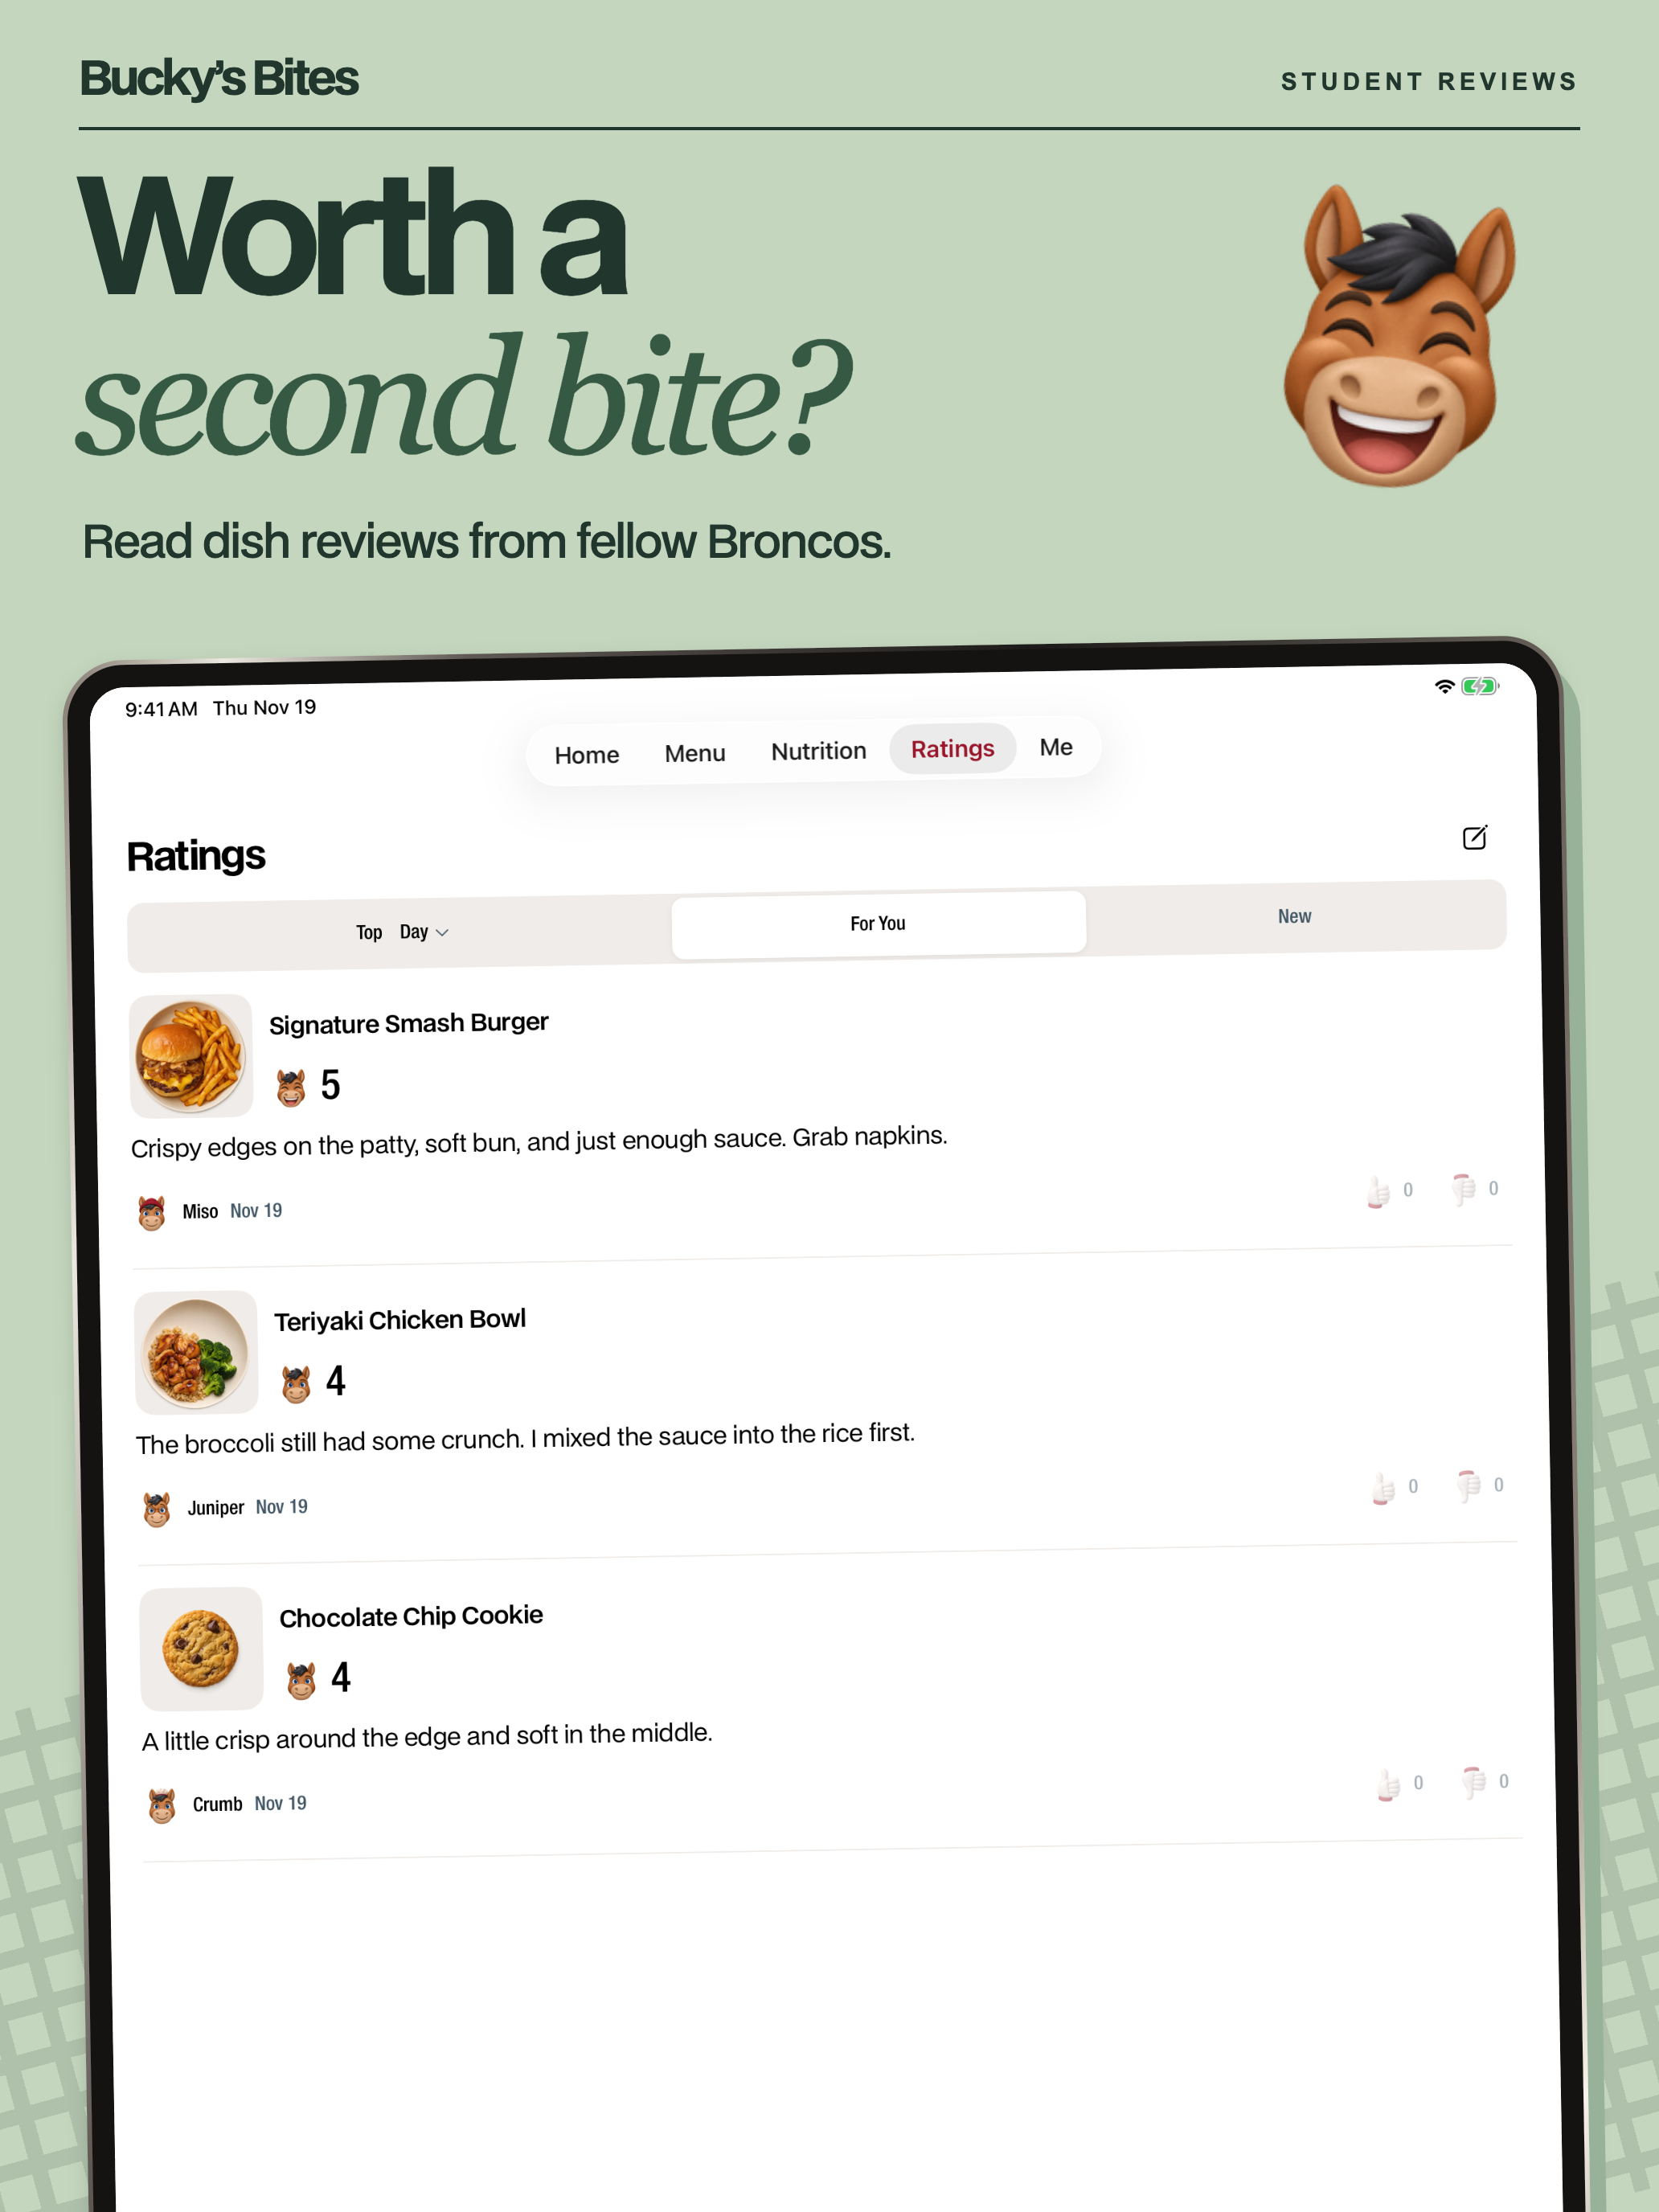 Bucky's Bites
STUDENT REVIEWS
Worth a
second bite?
Read dish reviews from fellow Broncos.
9:41 AM Thu Nov 19
Home Menu Nutrition Ratings Me
Ratings
Top Day For You New
Signature Smash Burger
5
Crispy edges on the patty, soft bun, and just enough sauce. Grab napkins.
Miso Nov 19 0 0
Teriyaki Chicken Bowl
4
The broccoli still had some crunch. I mixed the sauce into the rice first.
Juniper Nov 19 0 0
Chocolate Chip Cookie
4
A little crisp around the edge and soft in the middle.
Crumb Nov 19 0 0